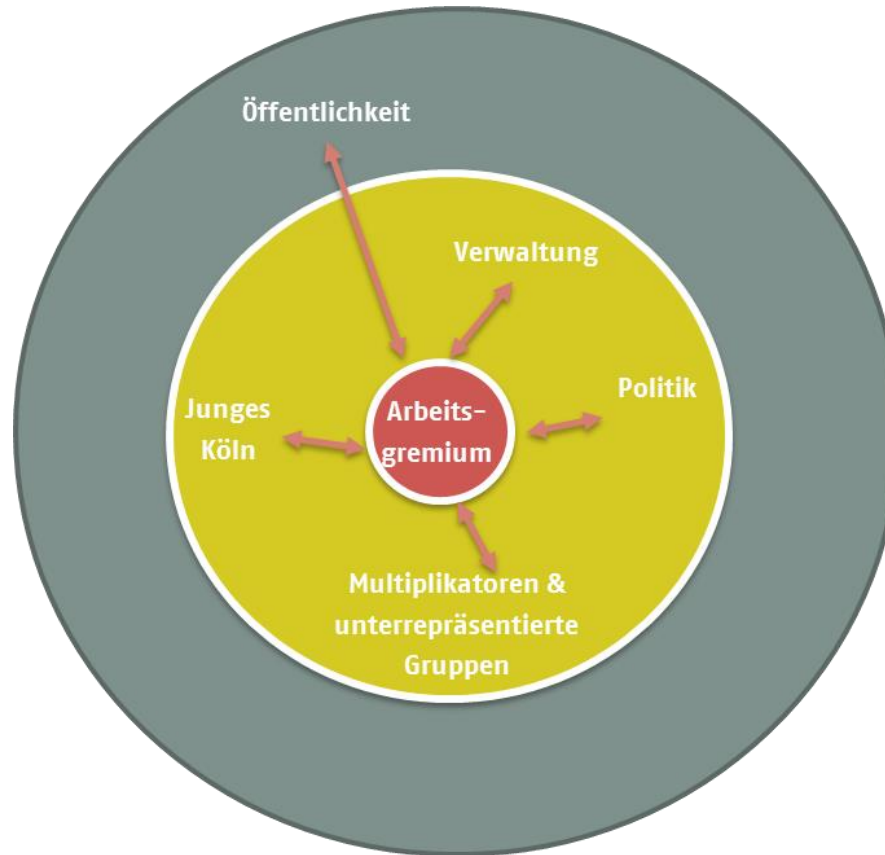 Öffentlichkeit
Verwaltung
Politik
Junges
Köln
Arbeits-
gremium
Multiplikatoren &
unterrepräsentierte
Gruppen